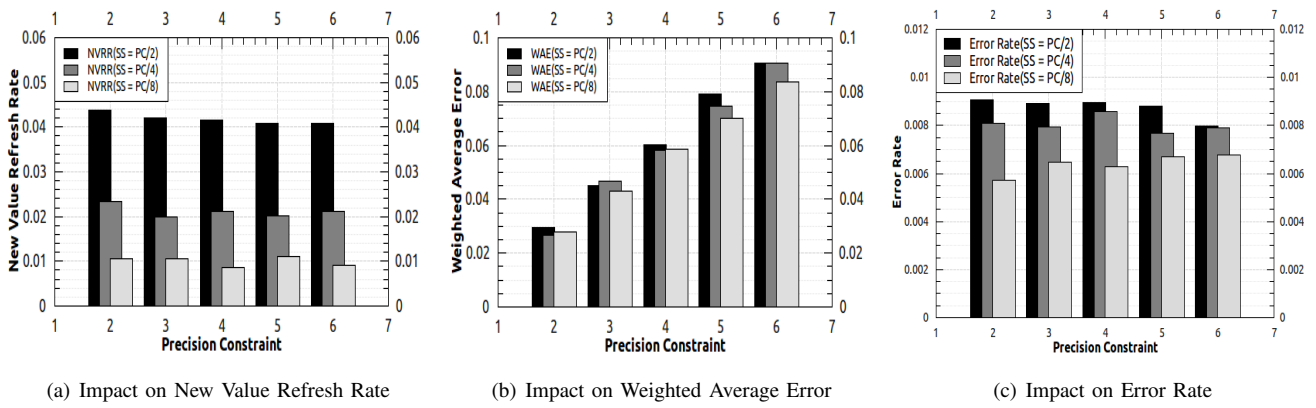 1 2 3 4 5 6 7
0.06
0.05
0.04
0.03
0.02
0.01
0
New Value Refresh Rate
NVRR(SS = PC/2)
NVRR(SS = PC/4)
NVRR(SS = PC/8)
0.06
0.05
0.04
0.03
0.02
0.01
0
1 2 3 4 5 6 7
Precision Constraint
(a) Impact on New Value Refresh Rate
1 2 3 4 5 6 7
0.1
0.08
0.06
0.04
0.02
0
Weighted Average Error
WAE(SS = PC/2)
WAE(SS = PC/4)
WAE(SS = PC/8)
0.1
0.08
0.06
0.04
0.02
0
1 2 3 4 5 6 7
Precision Constraint
(b) Impact on Weighted Average Error
1 2 3 4 5 6 7
0.012
0.01
0.008
0.006
0.004
0.002
0
Error Rate
Error Rate(SS = PC/2)
Error Rate(SS = PC/4)
Error Rate(SS = PC/8)
0.012
0.01
0.008
0.006
0.004
0.002
0
1 2 3 4 5 6 7
Precision Constraint
(c) Impact on Error Rate